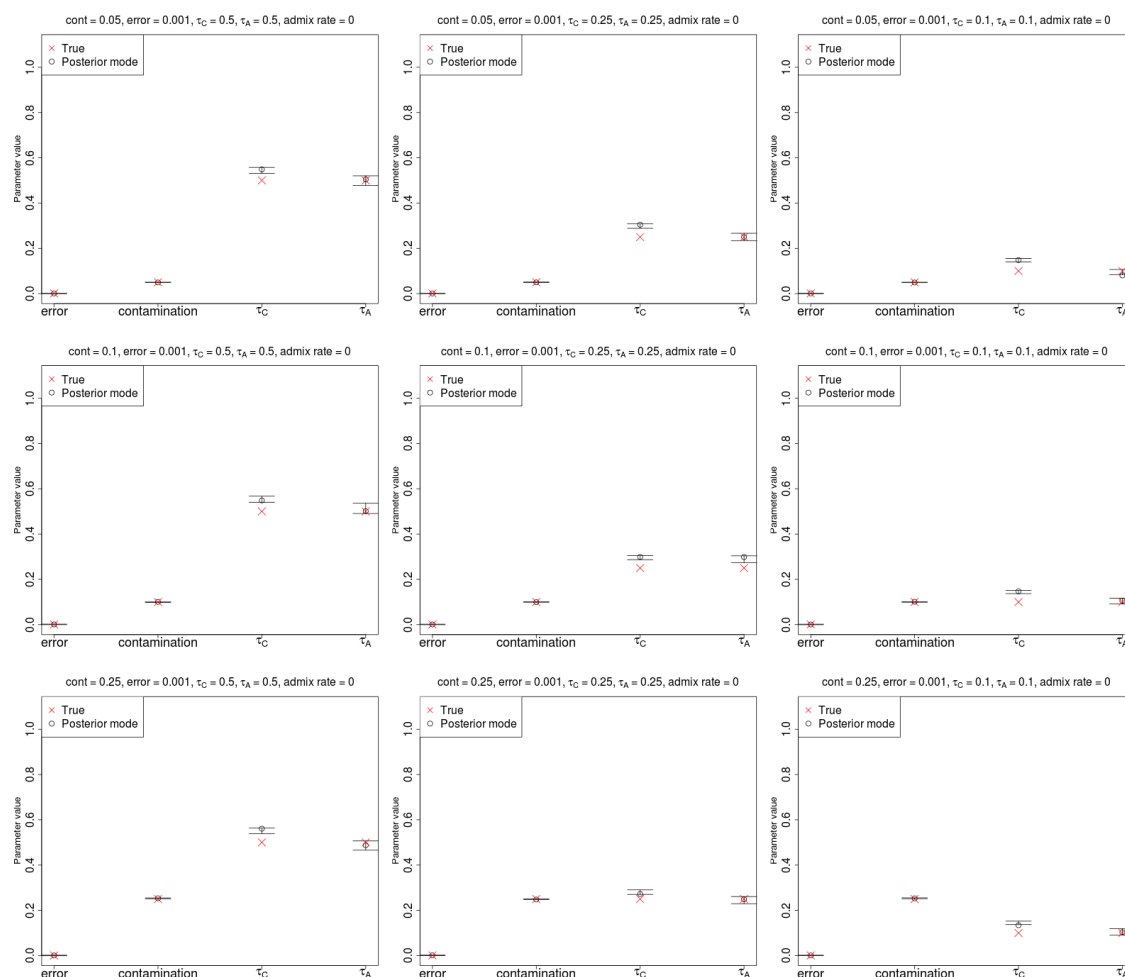 cont = 0.05, error = 0.001, τC = 0.5, τA = 0.5, admix rate = 0
True
Posterior mode
Parameter value
0.0 0.2 0.4 0.6 0.8 1.0
error contamination τC τA
cont = 0.05, error = 0.001, τC = 0.25, τA = 0.25, admix rate = 0
True
Posterior mode
Parameter value
0.0 0.2 0.4 0.6 0.8 1.0
error contamination τC τA
cont = 0.05, error = 0.001, τC = 0.1, τA = 0.1, admix rate = 0
True
Posterior mode
Parameter value
0.0 0.2 0.4 0.6 0.8 1.0
error contamination τC τA
cont = 0.1, error = 0.001, τC = 0.5, τA = 0.5, admix rate = 0
True
Posterior mode
Parameter value
0.0 0.2 0.4 0.6 0.8 1.0
error contamination τC τA
cont = 0.1, error = 0.001, τC = 0.25, τA = 0.25, admix rate = 0
True
Posterior mode
Parameter value
0.0 0.2 0.4 0.6 0.8 1.0
error contamination τC τA
cont = 0.1, error = 0.001, τC = 0.1, τA = 0.1, admix rate = 0
True
Posterior mode
Parameter value
0.0 0.2 0.4 0.6 0.8 1.0
error contamination τC τA
cont = 0.25, error = 0.001, τC = 0.5, τA = 0.5, admix rate = 0
True
Posterior mode
Parameter value
0.0 0.2 0.4 0.6 0.8 1.0
error contamination τC τA
cont = 0.25, error = 0.001, τC = 0.25, τA = 0.25, admix rate = 0
True
Posterior mode
Parameter value
0.0 0.2 0.4 0.6 0.8 1.0
error contamination τC τA
cont = 0.25, error = 0.001, τC = 0.1, τA = 0.1, admix rate = 0
True
Posterior mode
Parameter value
0.0 0.2 0.4 0.6 0.8 1.0
error contamination τC τA